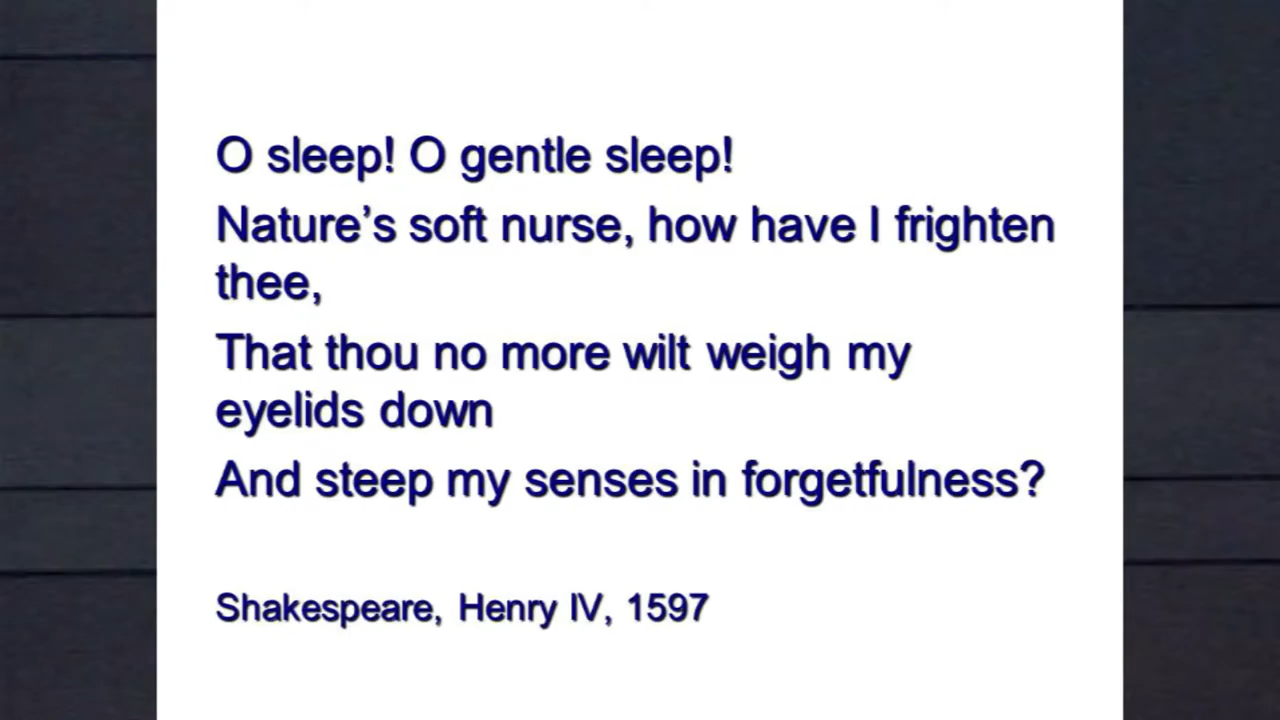 O sleep! O gentle sleep!
Nature's soft nurse, how have I frighten
thee,
That thou no more wilt weigh my
eyelids down
And steep my senses in forgetfulness?
Shakespeare, Henry IV, 1597